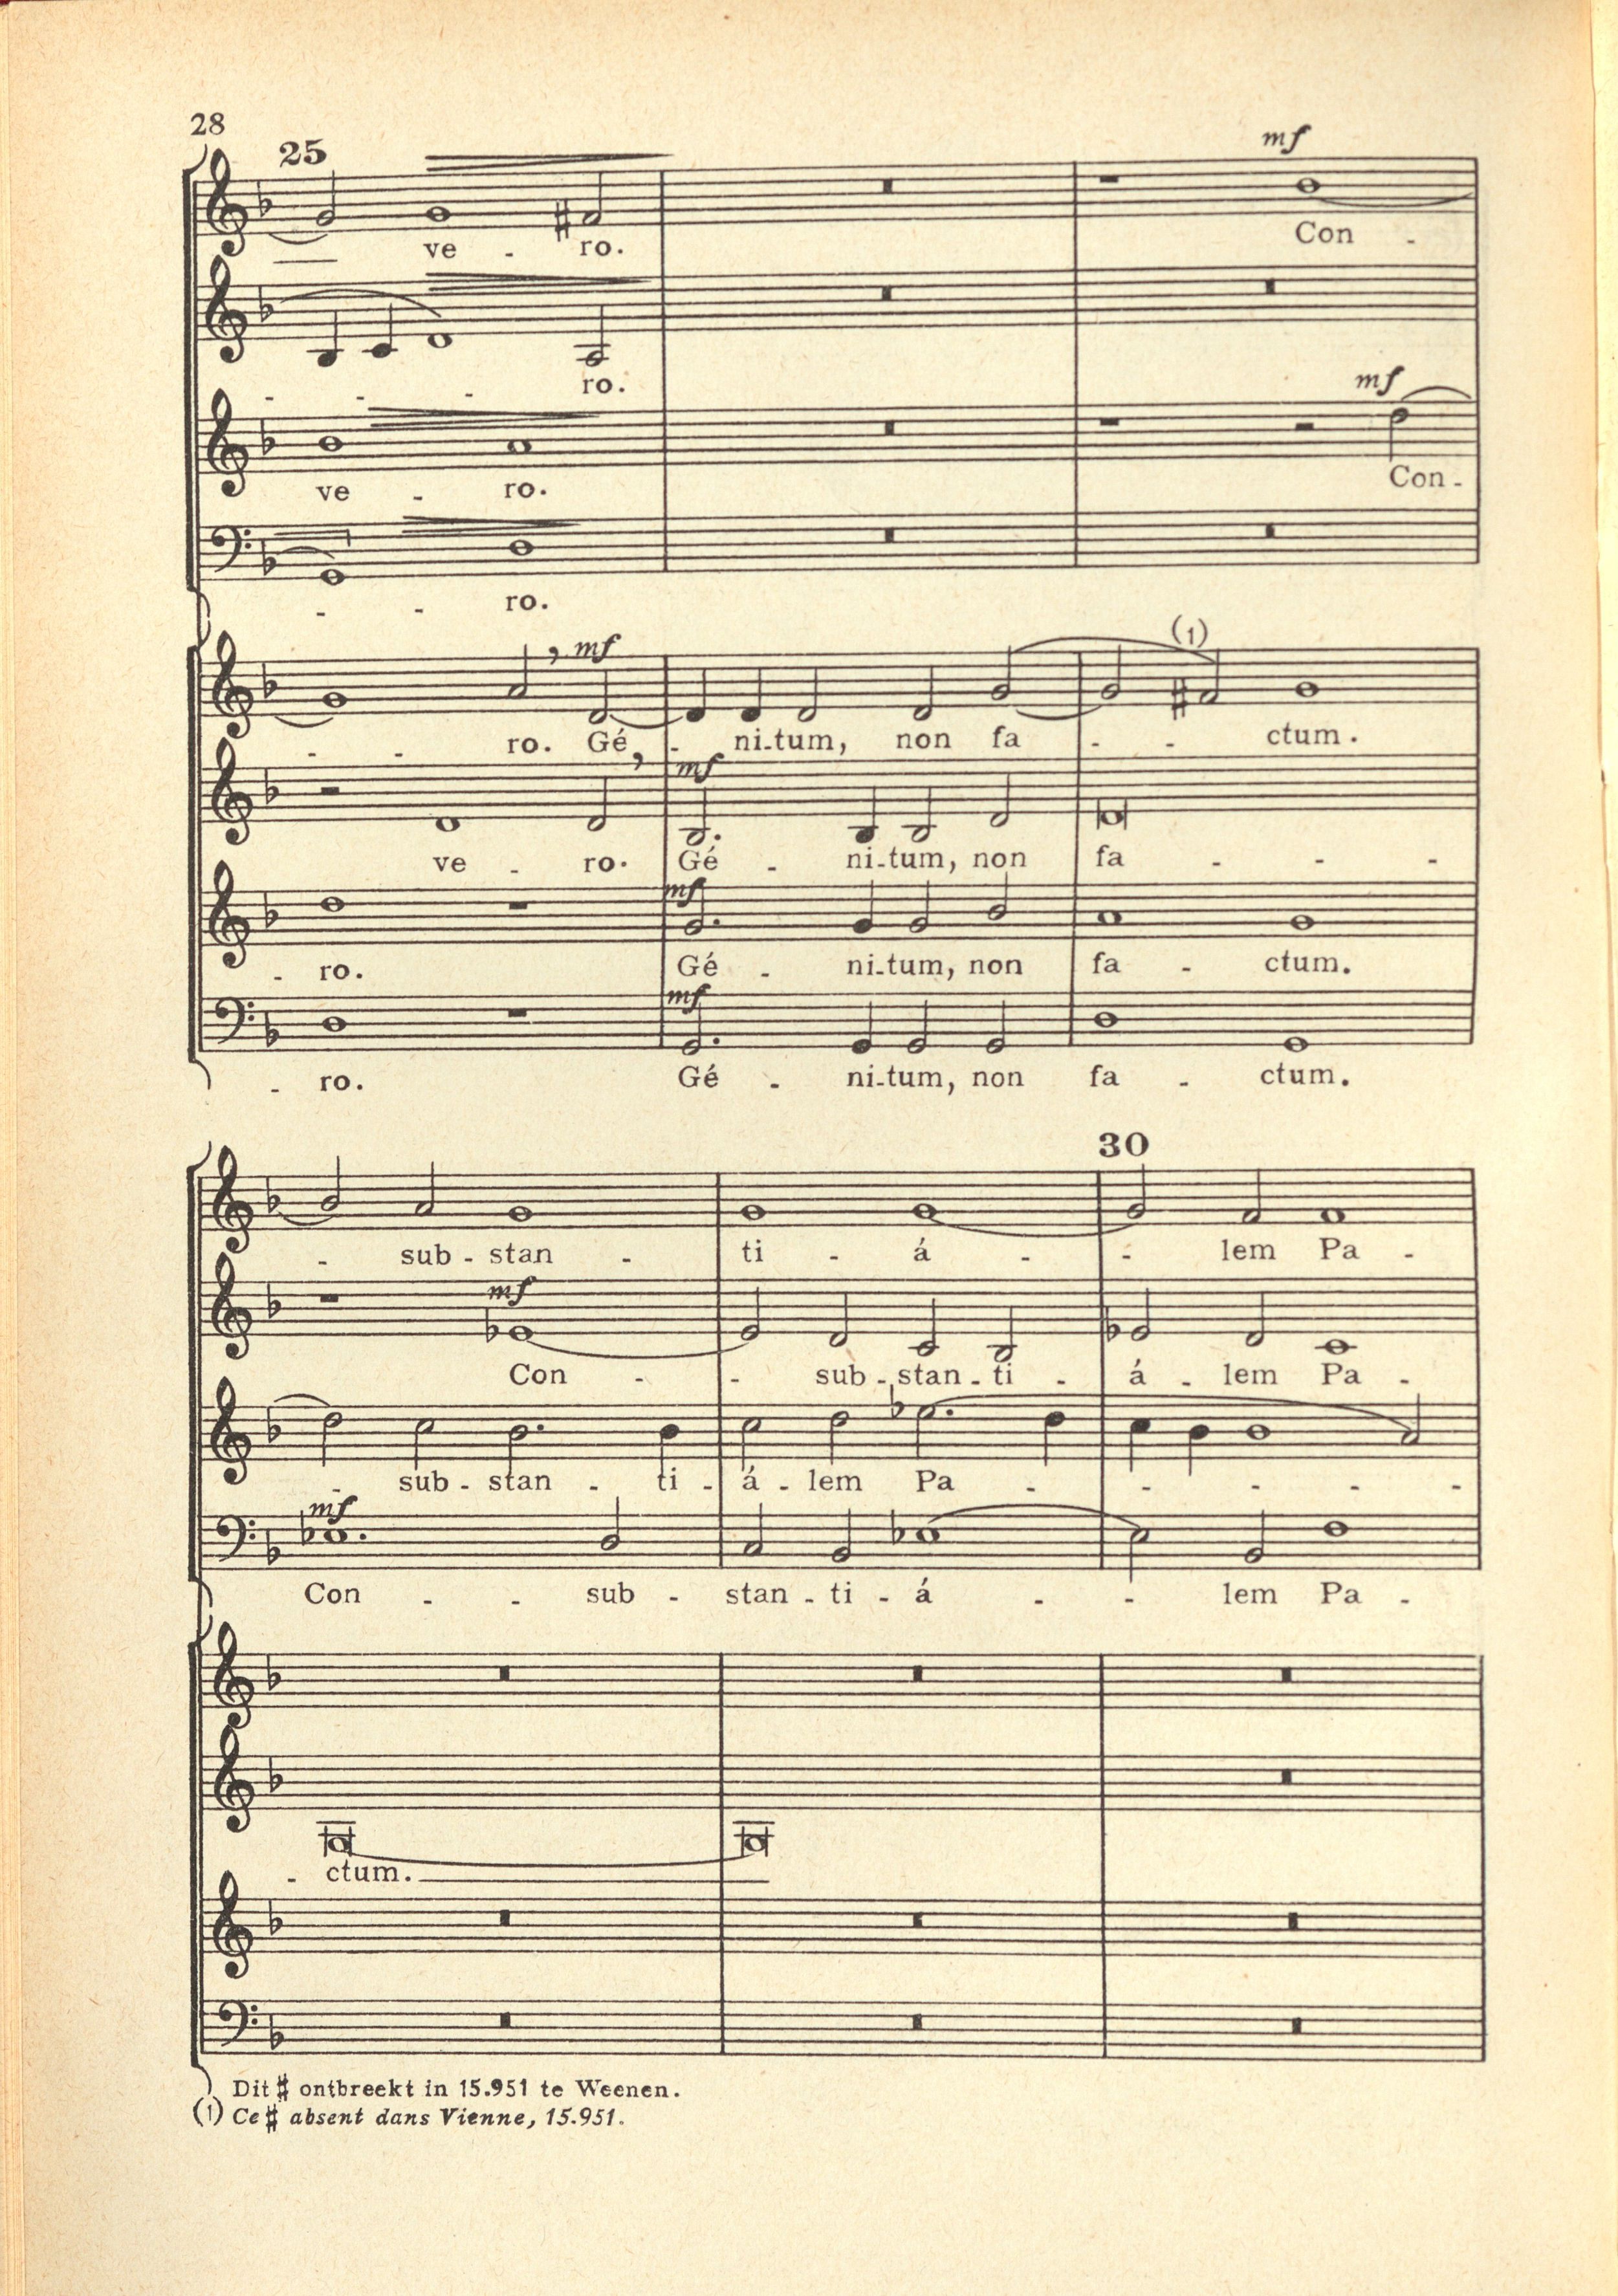 28
25
mf
ve - ro. Con -
- - - ro.
mf
ve - ro. Con -
- - ro.
mf (1)
- - ro. Gé - ni-tum, non fa - - ctum.
mf
ve - ro. Gé - ni-tum, non fa - - -
mf
- ro. Gé - ni-tum, non fa - ctum.
mf
- ro. Gé - ni-tum, non fa - ctum.
30
- sub - stan - ti - á - - lem Pa -
mf
Con - - sub - stan - ti - á - lem Pa -
- sub - stan - ti - á - lem Pa - - - - -
mf
Con - - sub - stan - ti - á - - lem Pa -
- ctum.
Dit ♯ ontbreekt in 15.951 te Weenen.
(1) Ce ♯ absent dans Vienne, 15.951.